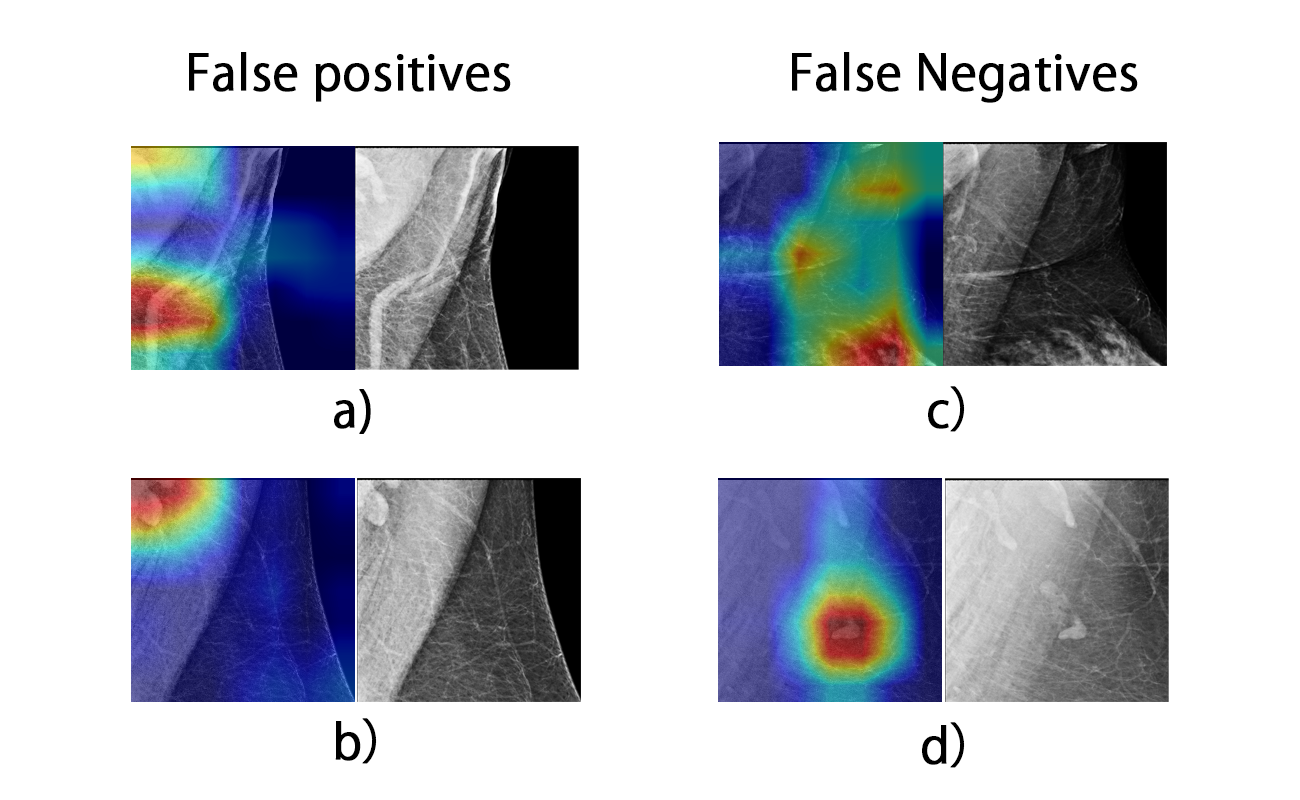 False positives
False Negatives
a)
c)
b)
d)